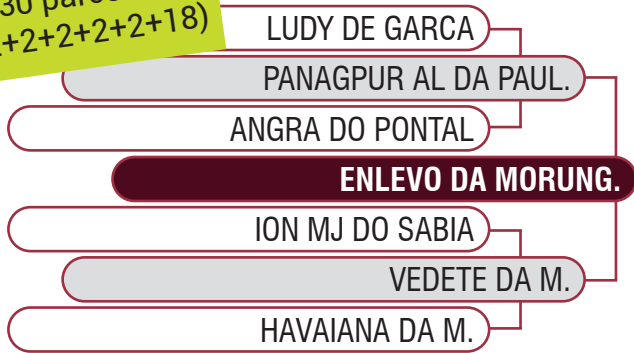 30
+2+2+2+2+18)
LUDY DE GARCA
PANAGPUR AL DA PAUL.
ANGRA DO PONTAL
ENLEVO DA MORUNG.
ION MJ DO SABIA
VEDETE DA M.
HAVAIANA DA M.